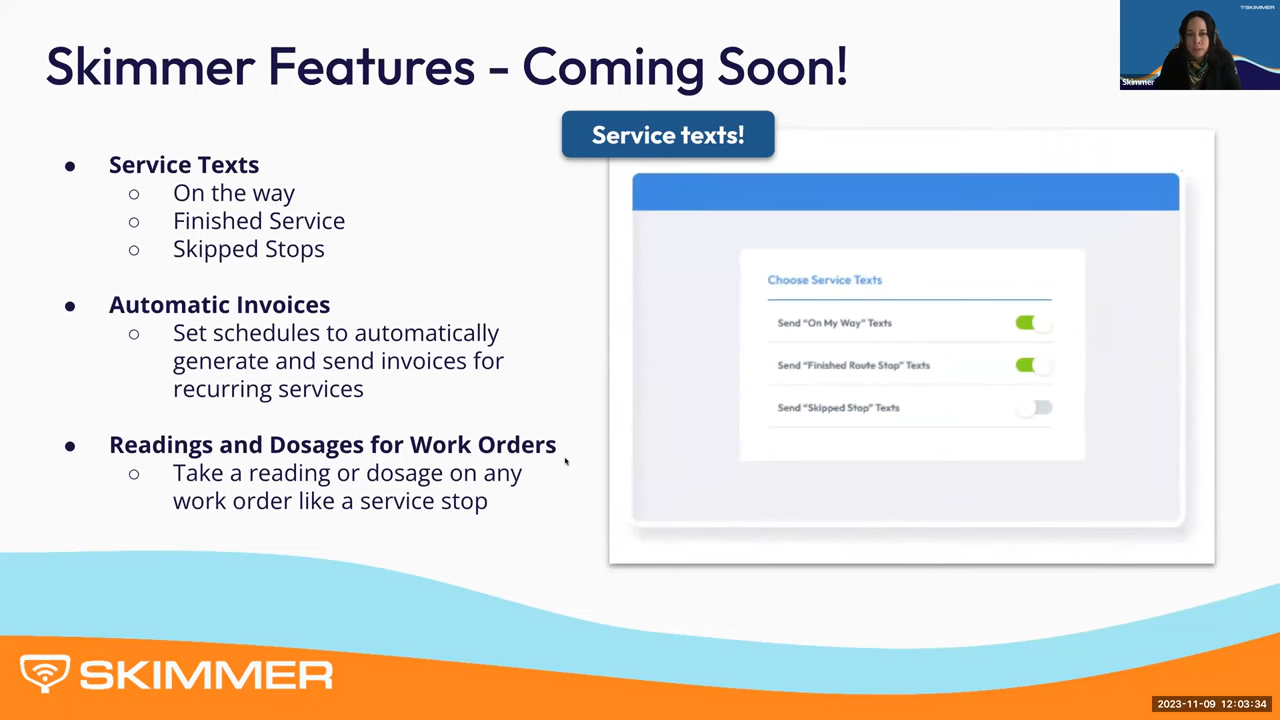 Skimmer Features - Coming Soon!
SKIMMER
Skimmer
Service texts!
● Service Texts
○ On the way
○ Finished Service
○ Skipped Stops
● Automatic Invoices
○ Set schedules to automatically
generate and send invoices for
recurring services
● Readings and Dosages for Work Orders
○ Take a reading or dosage on any
work order like a service stop
Choose Service Texts
Send “On My Way” Texts
Send “Finished Route Stop” Texts
Send “Skipped Stop” Texts
SKIMMER
2023-11-09 12:03:34